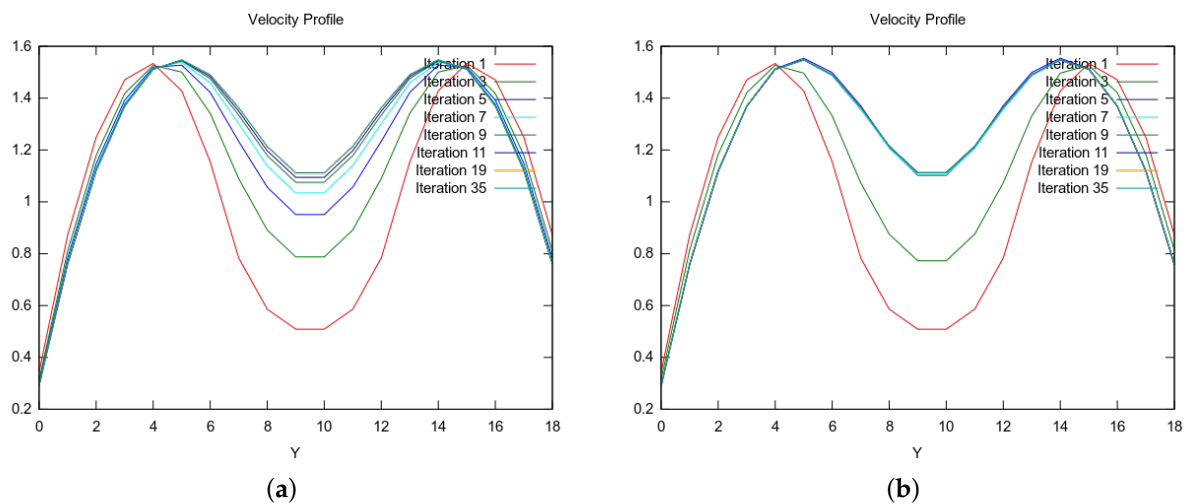 Velocity Profile
1.6
1.4
1.2
1
0.8
0.6
0.4
0.2
0 2 4 6 8 10 12 14 16 18
Y
Iteration 1
Iteration 3
Iteration 5
Iteration 7
Iteration 9
Iteration 11
Iteration 19
Iteration 35
(a)
Velocity Profile
1.6
1.4
1.2
1
0.8
0.6
0.4
0.2
0 2 4 6 8 10 12 14 16 18
Y
Iteration 1
Iteration 3
Iteration 5
Iteration 7
Iteration 9
Iteration 11
Iteration 19
Iteration 35
(b)